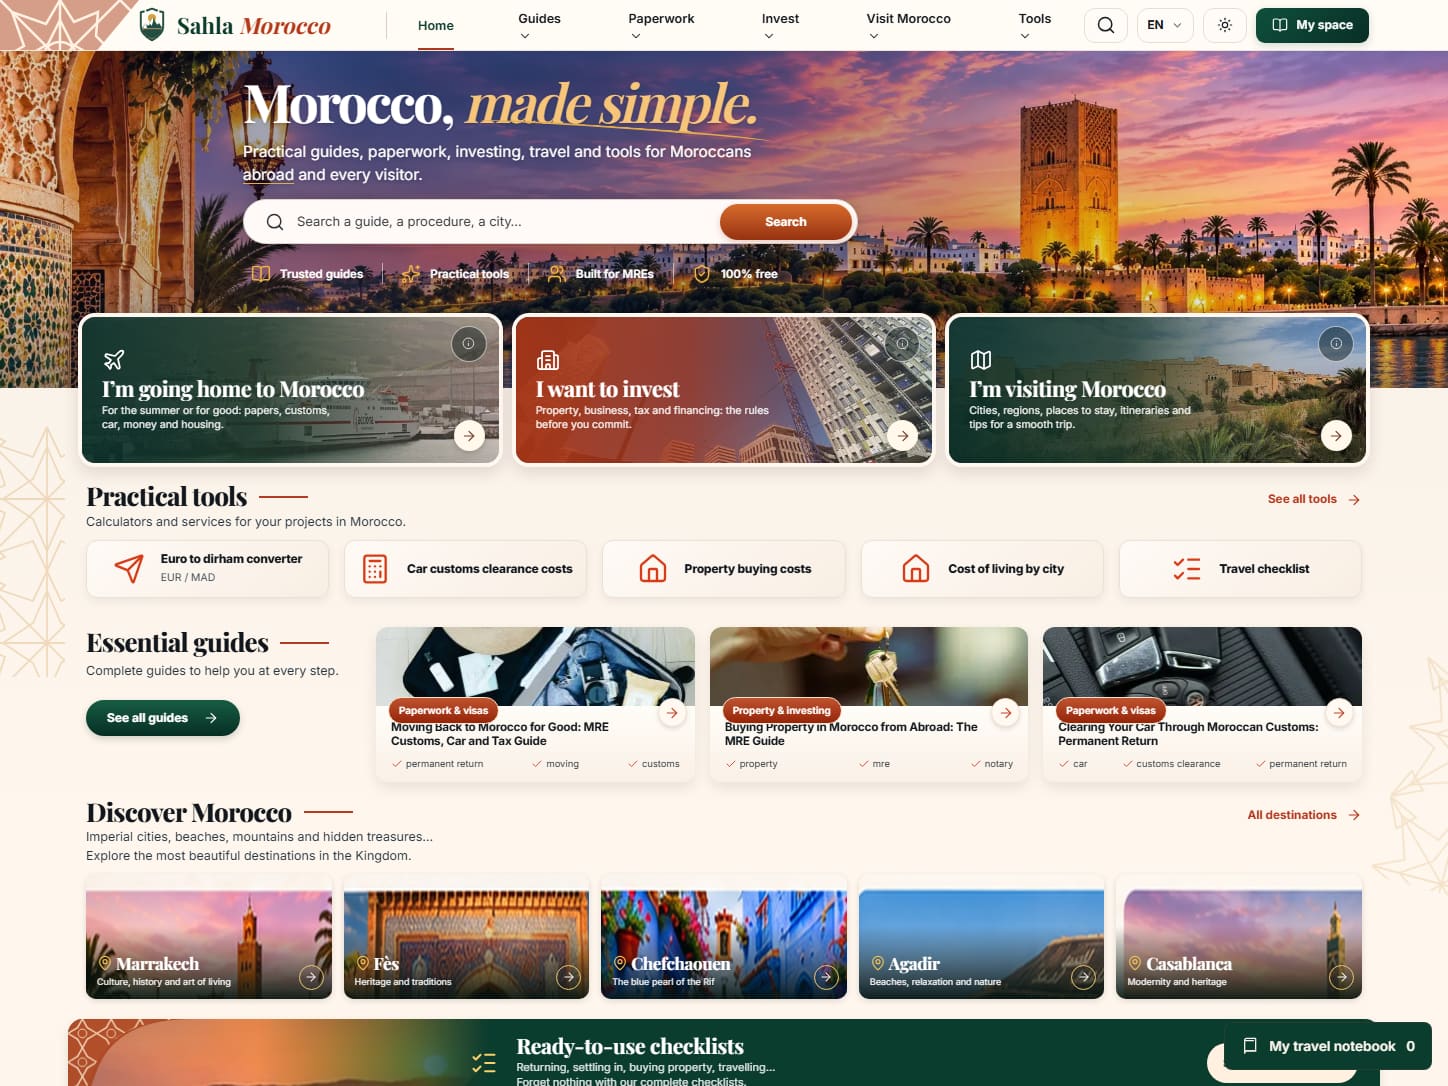 Sahla Morocco
Home
Guides
Paperwork
Invest
Visit Morocco
Tools
EN
My space
Morocco, made simple.
Practical guides, paperwork, investing, travel and tools for Moroccans
abroad and every visitor.
Search a guide, a procedure, a city...
Search
Trusted guides
Practical tools
Built for MREs
100% free
I'm going home to Morocco
For the summer or for good: papers, customs,
car, money and housing.
I want to invest
Property, business, tax and financing: the rules
before you commit.
I'm visiting Morocco
Cities, regions, places to stay, itineraries and
tips for a smooth trip.
Practical tools
See all tools
Calculators and services for your projects in Morocco.
Euro to dirham converter
EUR / MAD
Car customs clearance costs
Property buying costs
Cost of living by city
Travel checklist
Essential guides
Complete guides to help you at every step.
See all guides
Paperwork & visas
Moving Back to Morocco for Good: MRE
Customs, Car and Tax Guide
permanent return
moving
customs
Property & investing
Buying Property in Morocco from Abroad: The
MRE Guide
property
mre
notary
Paperwork & visas
Clearing Your Car Through Moroccan Customs:
Permanent Return
car
customs clearance
permanent return
Discover Morocco
All destinations
Imperial cities, beaches, mountains and hidden treasures...
Explore the most beautiful destinations in the Kingdom.
Marrakech
Culture, history and art of living
Fès
Heritage and traditions
Chefchaouen
The blue pearl of the Rif
Agadir
Beaches, relaxation and nature
Casablanca
Modernity and heritage
Ready-to-use checklists
Returning, settling in, buying property, travelling...
Forget nothing with our complete checklists.
My travel notebook 0